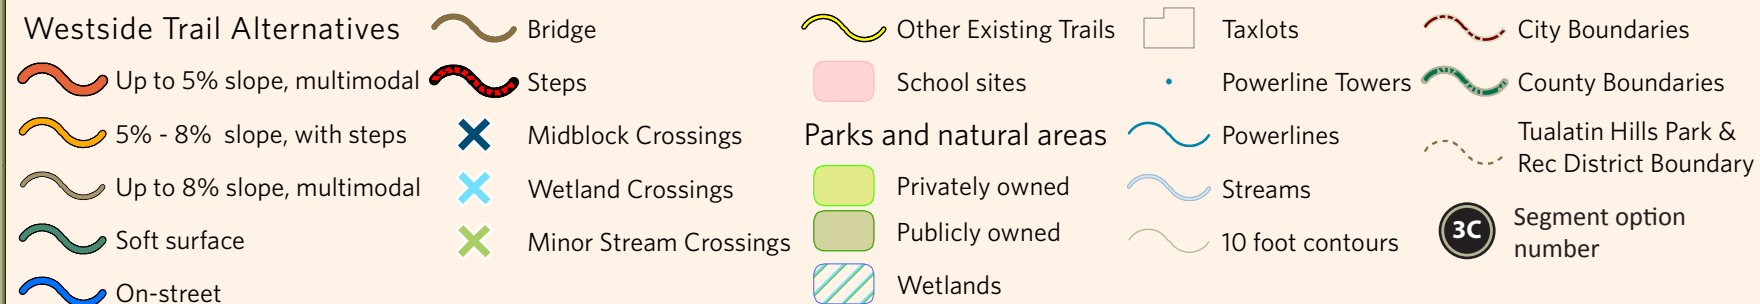 Westside Trail Alternatives
Up to 5% slope, multimodal
5% - 8% slope, with steps
Up to 8% slope, multimodal
Soft surface
On-street
Bridge
Steps
Midblock Crossings
Wetland Crossings
Minor Stream Crossings
Other Existing Trails
School sites
Parks and natural areas
Privately owned
Publicly owned
Wetlands
Taxlots
Powerline Towers
Powerlines
Streams
10 foot contours
City Boundaries
County Boundaries
Tualatin Hills Park &
Rec District Boundary
3C
Segment option
number